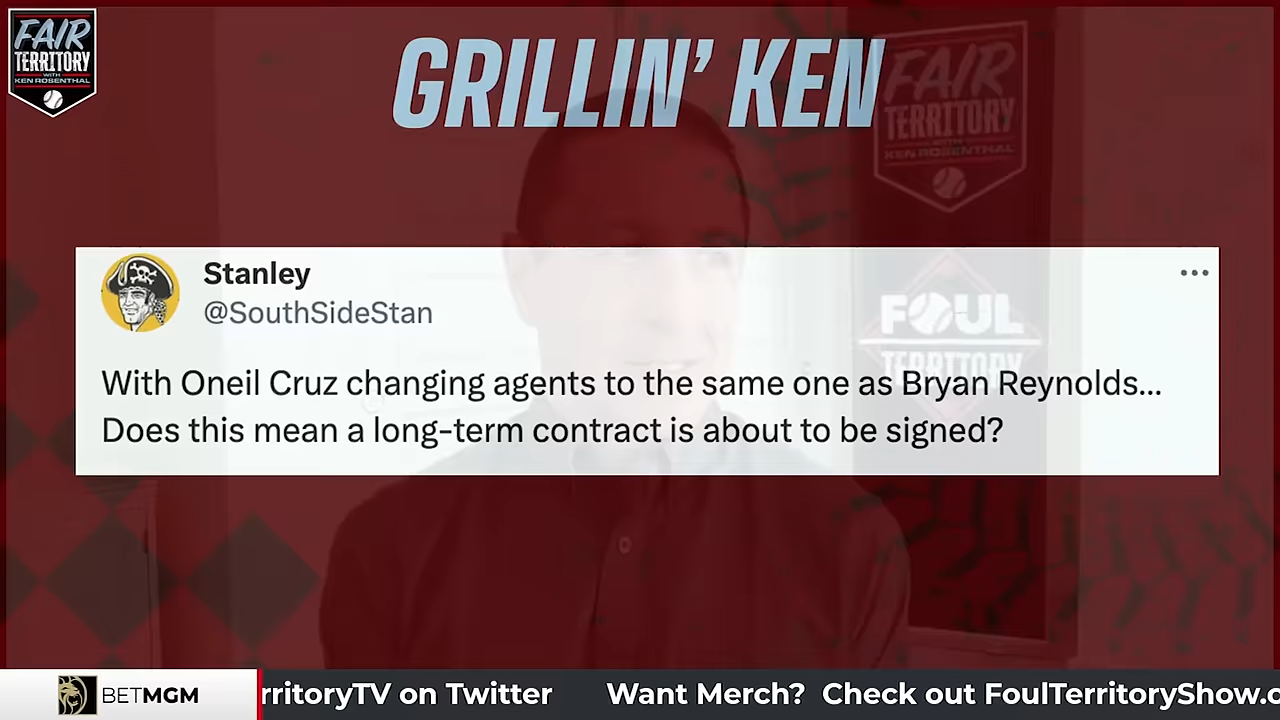 FAIR
TERRITORY
WITH
KEN ROSENTHAL
GRILLIN' KEN
FAIR
TERRITORY
WITH
KEN ROSENTHAL
Stanley
@SouthSideStan
With Oneil Cruz changing agents to the same one as Bryan Reynolds...
Does this mean a long-term contract is about to be signed?
FOUL
TERRITORY
BETMGM
rritoryTV on Twitter Want Merch? Check out FoulTerritoryShow.c